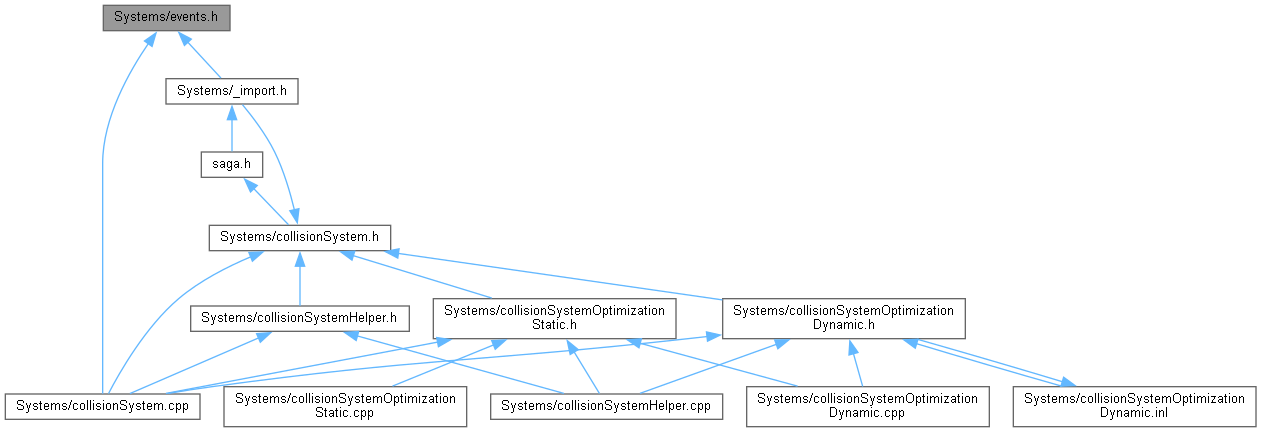 Systems/events.h
Systems/_import.h
saga.h
Systems/collisionSystem.h
Systems/collisionSystemHelper.h
Systems/collisionSystemOptimization
Static.h
Systems/collisionSystemOptimization
Dynamic.h
Systems/collisionSystem.cpp
Systems/collisionSystemOptimization
Static.cpp
Systems/collisionSystemHelper.cpp
Systems/collisionSystemOptimization
Dynamic.cpp
Systems/collisionSystemOptimization
Dynamic.inl